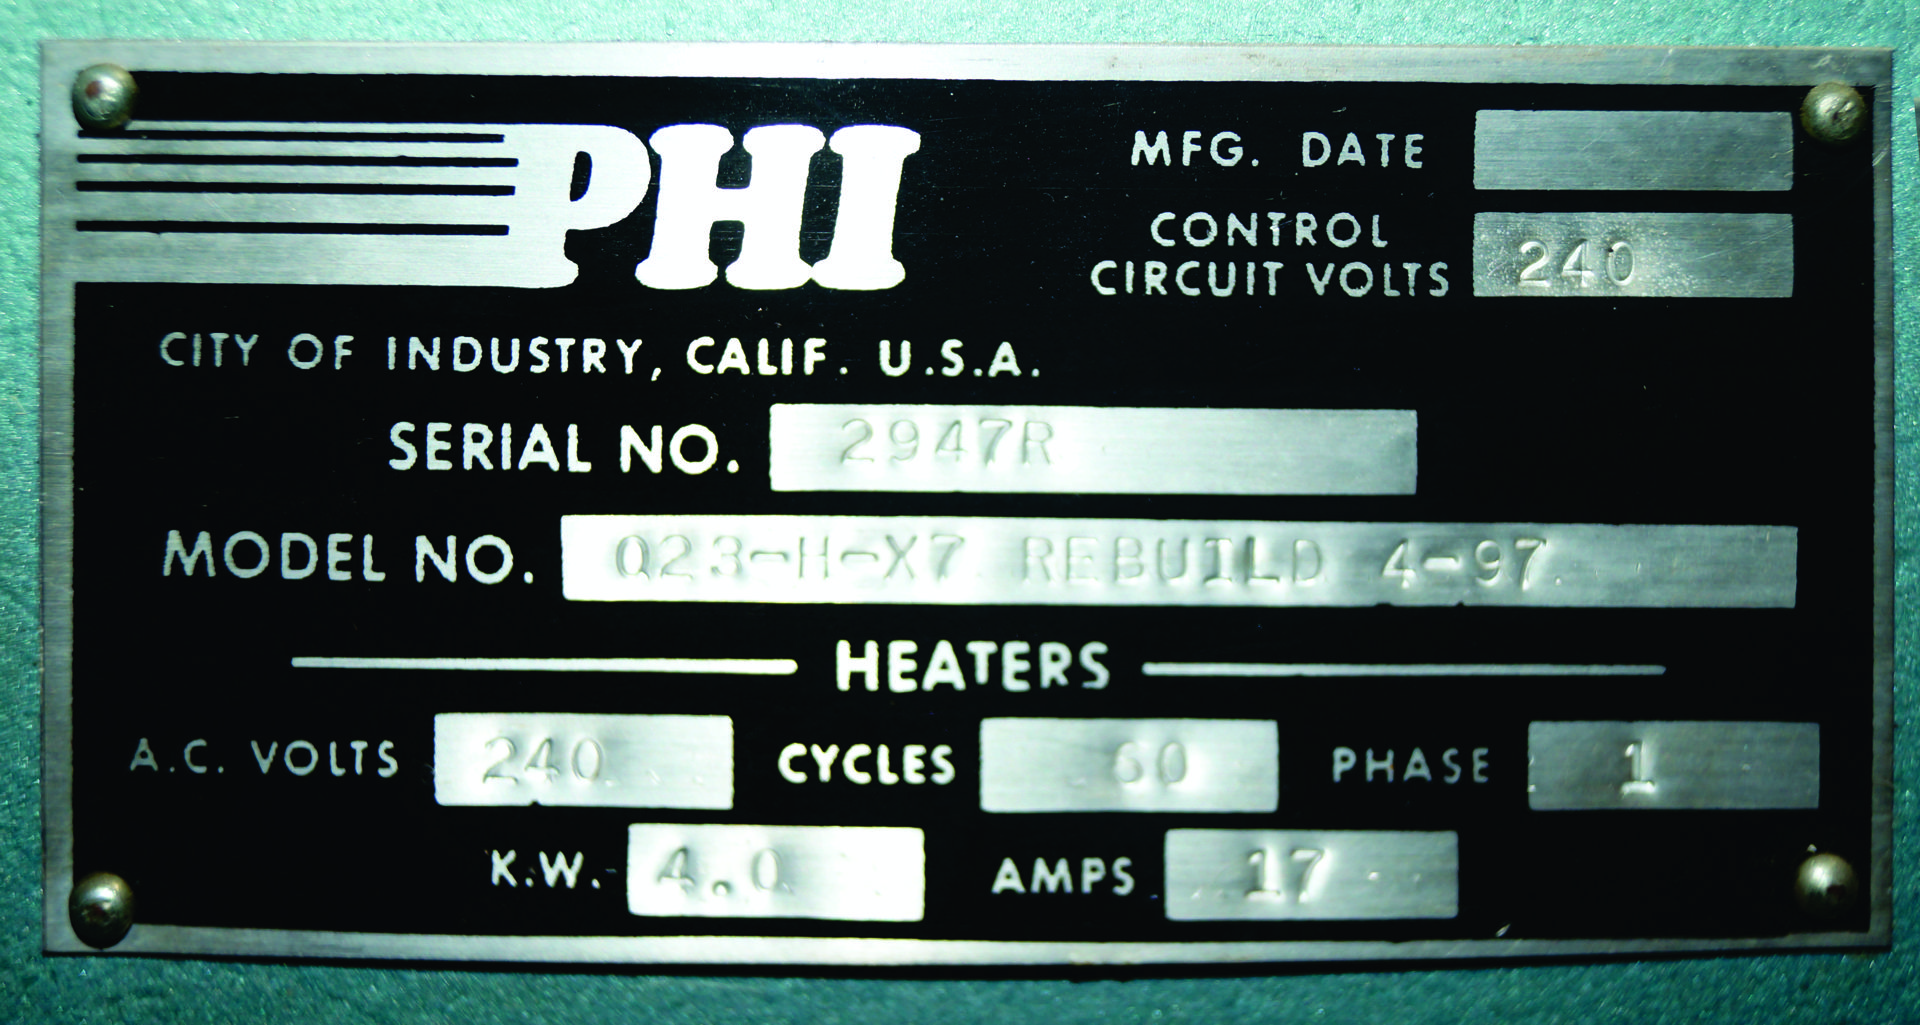 PHI
MFG. DATE
CONTROL
CIRCUIT VOLTS 240
CITY OF INDUSTRY, CALIF. U.S.A.
SERIAL NO. 2947R
MODEL NO. Q23-H-X7 REBUILD 4-97
HEATERS
A.C. VOLTS 240 CYCLES 60 PHASE 1
K.W. 4.0 AMPS 17